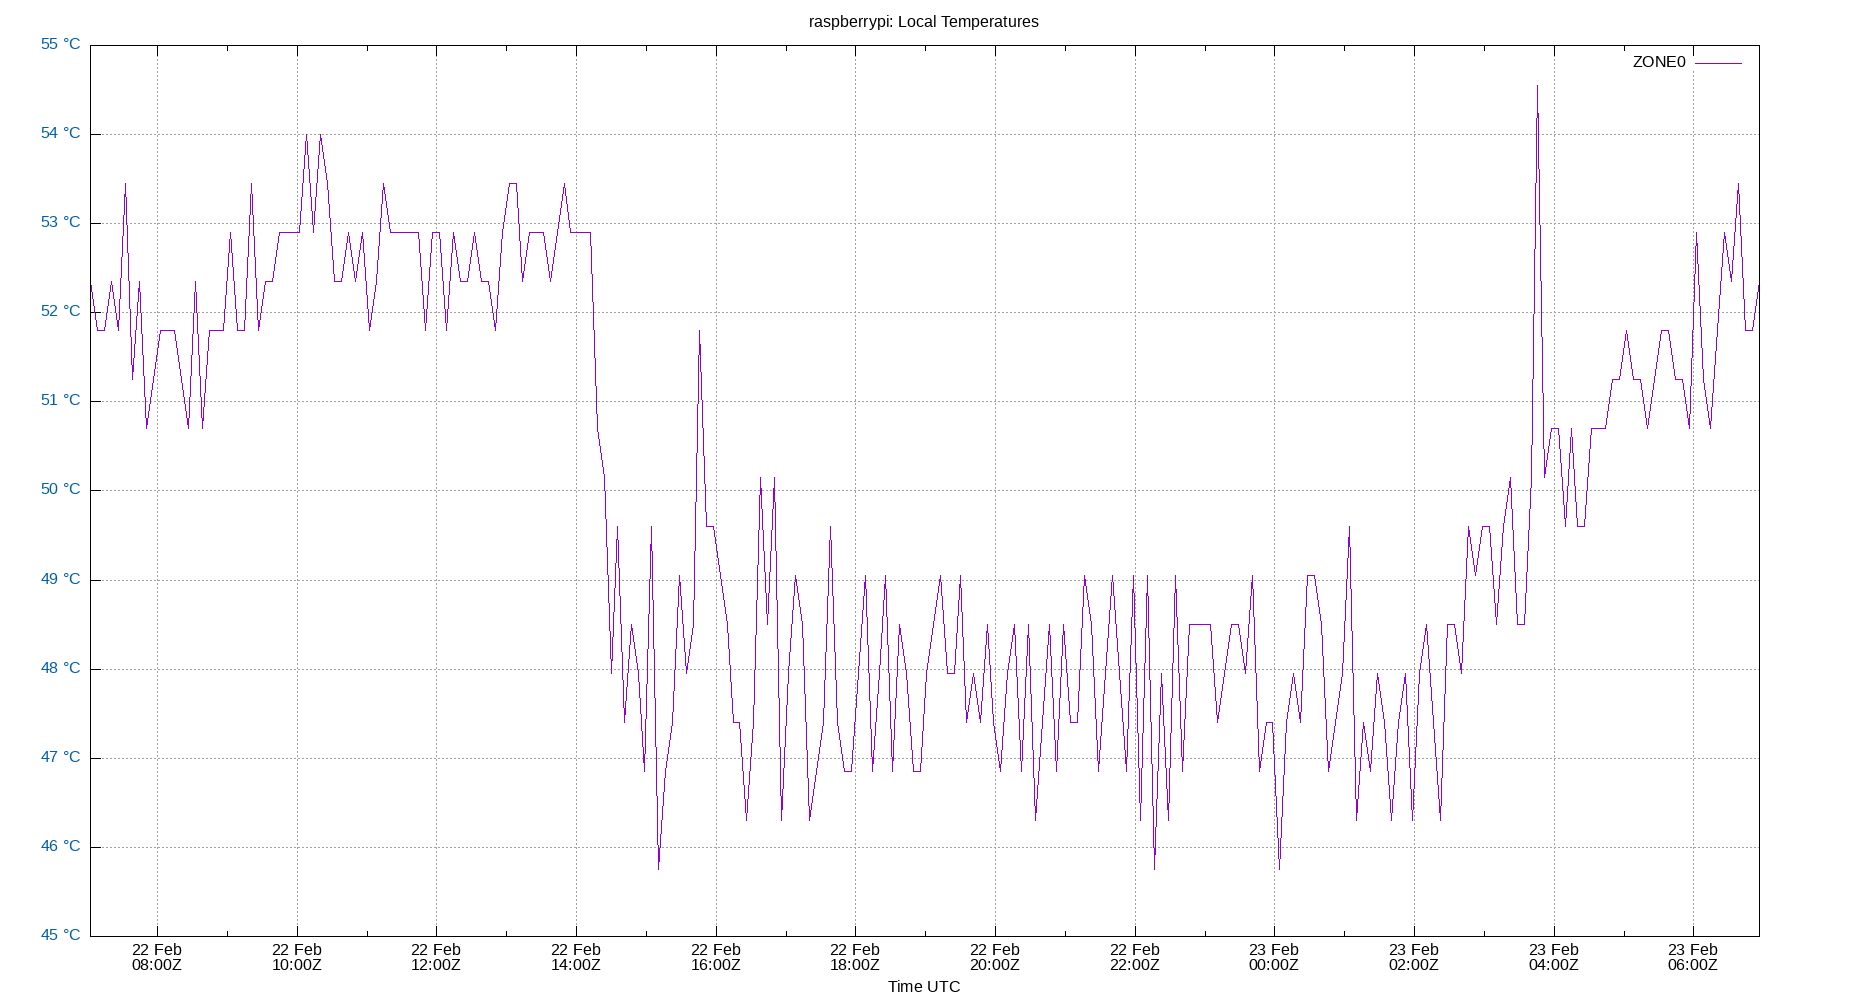 raspberrypi: Local Temperatures
55 °C
ZONE0
54 °C
53 °C
52 °C
51 °C
50 °C
49 °C
48 °C
47 °C
46 °C
45 °C
22 Feb 22 Feb 22 Feb 22 Feb 22 Feb 22 Feb 22 Feb 22 Feb 23 Feb 23 Feb 23 Feb 23 Feb
08:00Z 10:00Z 12:00Z 14:00Z 16:00Z 18:00Z 20:00Z 22:00Z 00:00Z 02:00Z 04:00Z 06:00Z
Time UTC